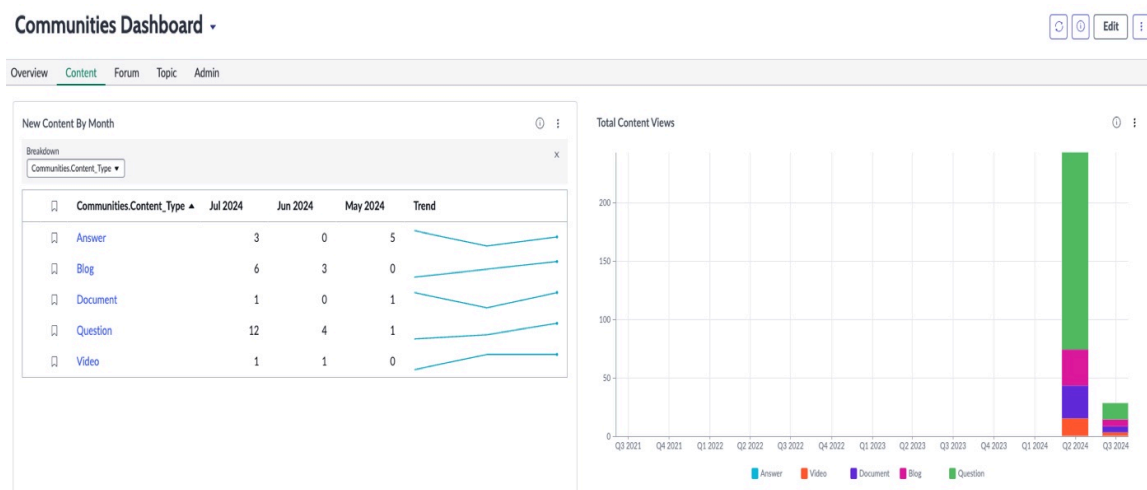 Communities Dashboard
Edit
Overview Content Forum Topic Admin
New Content By Month
Breakdown
Communities.Content_Type
x
Communities.Content_Type Jul 2024 Jun 2024 May 2024 Trend
Answer 3 0 5
Blog 6 3 0
Document 1 0 1
Question 12 4 1
Video 1 1 0
Total Content Views
200
150
100
50
0
Q3 2021 Q4 2021 Q1 2022 Q2 2022 Q3 2022 Q4 2022 Q1 2023 Q2 2023 Q3 2023 Q4 2023 Q1 2024 Q2 2024 Q3 2024
Answer Video Document Blog Question